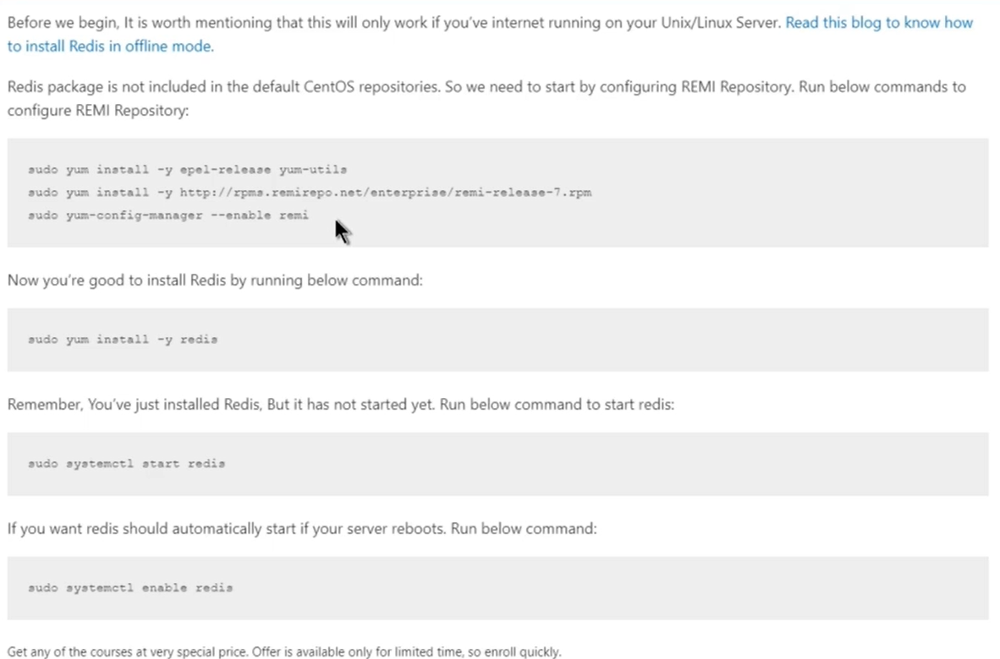 Before we begin, It is worth mentioning that this will only work if you've internet running on your Unix/Linux Server. Read this blog to know how
to install Redis in offline mode.
Redis package is not included in the default CentOS repositories. So we need to start by configuring REMI Repository. Run below commands to
configure REMI Repository:
sudo yum install -y epel-release yum-utils
sudo yum install -y http://rpms.remirepo.net/enterprise/remi-release-7.rpm
sudo yum-config-manager --enable remi
Now you're good to install Redis by running below command:
sudo yum install -y redis
Remember, You've just installed Redis, But it has not started yet. Run below command to start redis:
sudo systemctl start redis
If you want redis should automatically start if your server reboots. Run below command:
sudo systemctl enable redis
Get any of the courses at very special price. Offer is available only for limited time, so enroll quickly.